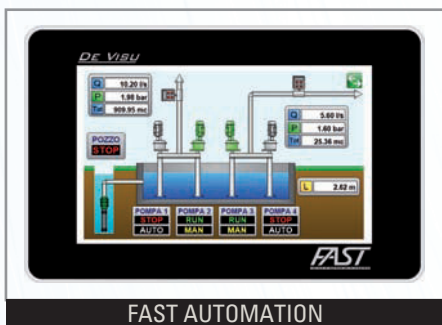 DE VISU
Q 10.20 l/s
P 1.98 bar
Tot 909.95 mc
Q 5.60 l/s
P 1.60 bar
Tot 25.36 mc
POZZO
STOP
L 2.62 m
POMPA 1 POMPA 2 POMPA 3 POMPA 4
STOP RUN RUN STOP
AUTO MAN MAN AUTO
FAST
FAST AUTOMATION